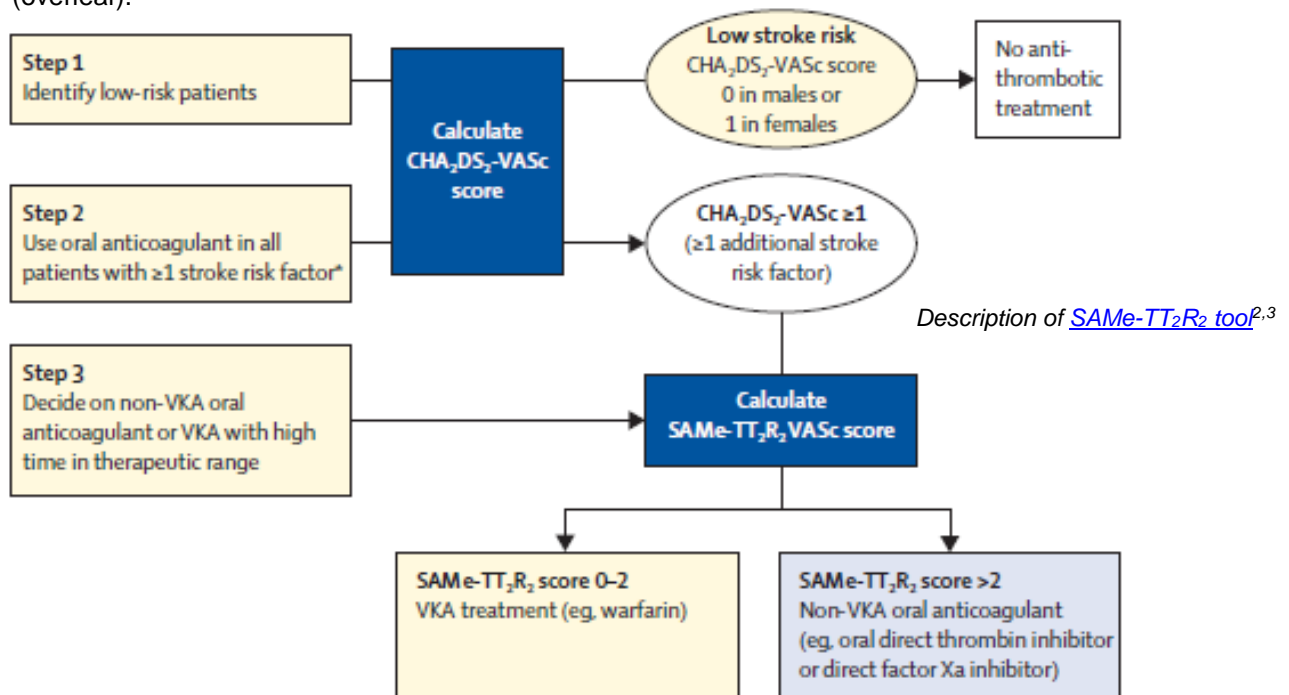 (overleaf).
Step 1
Identify low-risk patients
Calculate
CHA₂DS₂-VASc
score
Low stroke risk
CHA₂DS₂-VASc score
0 in males or
1 in females
No anti-
thrombotic
treatment
Step 2
Use oral anticoagulant in all
patients with ≥1 stroke risk factor*
CHA₂DS₂-VASc ≥1
(≥1 additional stroke
risk factor)
Description of SAMe-TT₂R₂ tool²,³
Step 3
Decide on non-VKA oral
anticoagulant or VKA with high
time in therapeutic range
Calculate
SAMe-TT₂R₂VASc score
SAMe-TT₂R₂ score 0–2
VKA treatment (eg, warfarin)
SAMe-TT₂R₂ score >2
Non-VKA oral anticoagulant
(eg, oral direct thrombin inhibitor
or direct factor Xa inhibitor)